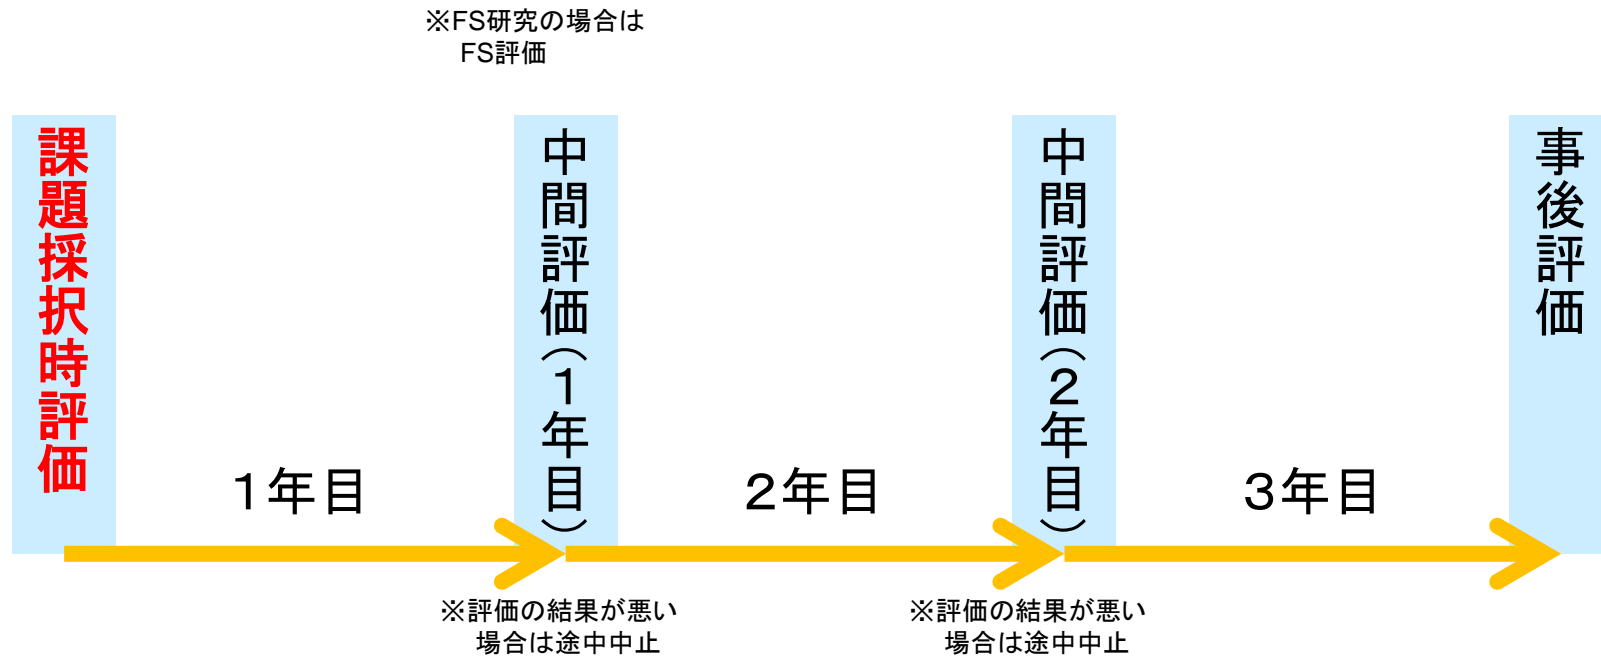 ※FS研究の場合は
FS評価
課題採択時評価
中間評価(1年目)
中間評価(2年目)
事後評価
1年目
2年目
3年目
※評価の結果が悪い
場合は途中中止
※評価の結果が悪い
場合は途中中止